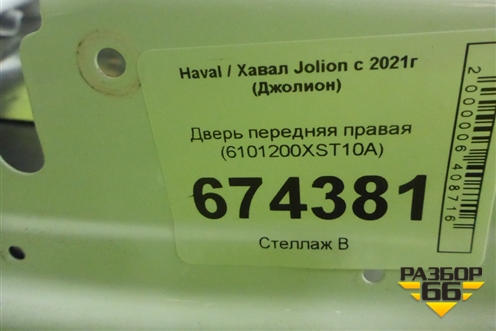 Haval / Хавал Jolion с 2021г
(Джолион)
Дверь передняя правая
(6101200XST10A)
674381
Стеллаж В
2000006408716
РАЗБОР
66